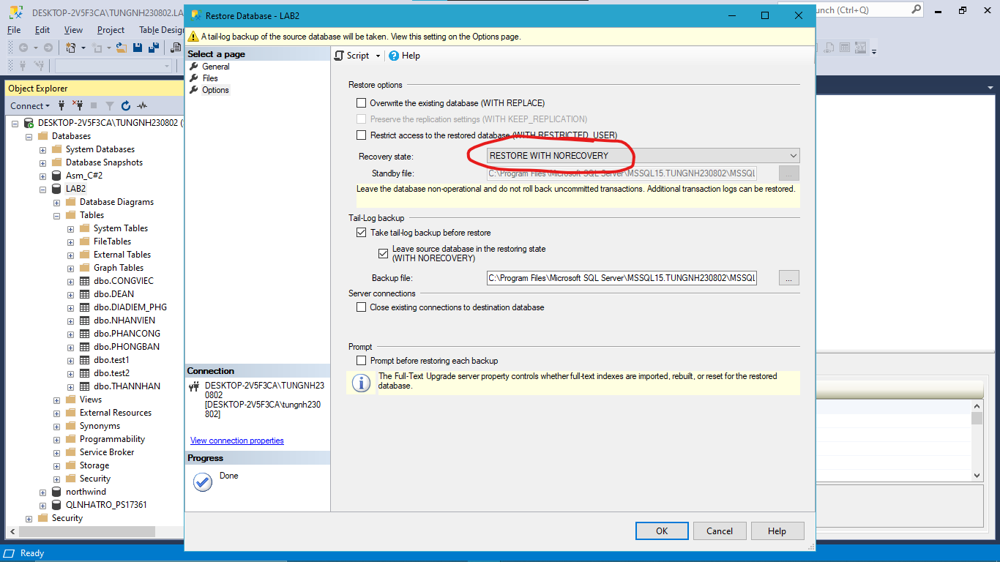 DESKTOP-2V5F3CA\TUNGNH230802.LA
unch (Ctrl+Q)
File Edit View Project Table Desig
Restore Database - LAB2
A tail-log backup of the source database will be taken. View this setting on the Options page.
Select a page
General
Files
Options
Script Help
Restore options
Overwrite the existing database (WITH REPLACE)
Preserve the replication settings (WITH KEEP_REPLICATION)
Restrict access to the restored database (WITH RESTRICTED_USER)
Recovery state: RESTORE WITH NORECOVERY
Standby file: C:\Program Files\Microsoft SQL Server\MSSQL15.TUNGNH230802\MSSQL
...
Leave the database non-operational and do not roll back uncommitted transactions. Additional transaction logs can be restored.
Tail-Log backup
Take tail-log backup before restore
Leave source database in the restoring state
(WITH NORECOVERY)
Backup file: C:\Program Files\Microsoft SQL Server\MSSQL15.TUNGNH230802\MSSQL
...
Server connections
Close existing connections to destination database
Prompt
Prompt before restoring each backup
The Full-Text Upgrade server property controls whether full-text indexes are imported, rebuilt, or reset for the restored
database.
Connection
DESKTOP-2V5F3CA\TUNGNH23
0802
[DESKTOP-2V5F3CA\tungnh230
802]
View connection properties
Progress
Done
OK Cancel Help
Object Explorer
Connect
DESKTOP-2V5F3CA\TUNGNH230802 (
Databases
System Databases
Database Snapshots
Asm_C#2
LAB2
Database Diagrams
Tables
System Tables
FileTables
External Tables
Graph Tables
dbo.CONGVIEC
dbo.DEAN
dbo.DIADIEM_PHG
dbo.NHANVIEN
dbo.PHANCONG
dbo.PHONGBAN
dbo.test1
dbo.test2
dbo.THANNHAN
Views
External Resources
Synonyms
Programmability
Service Broker
Storage
Security
northwind
QLNHATRO_PS17361
Security
Ready